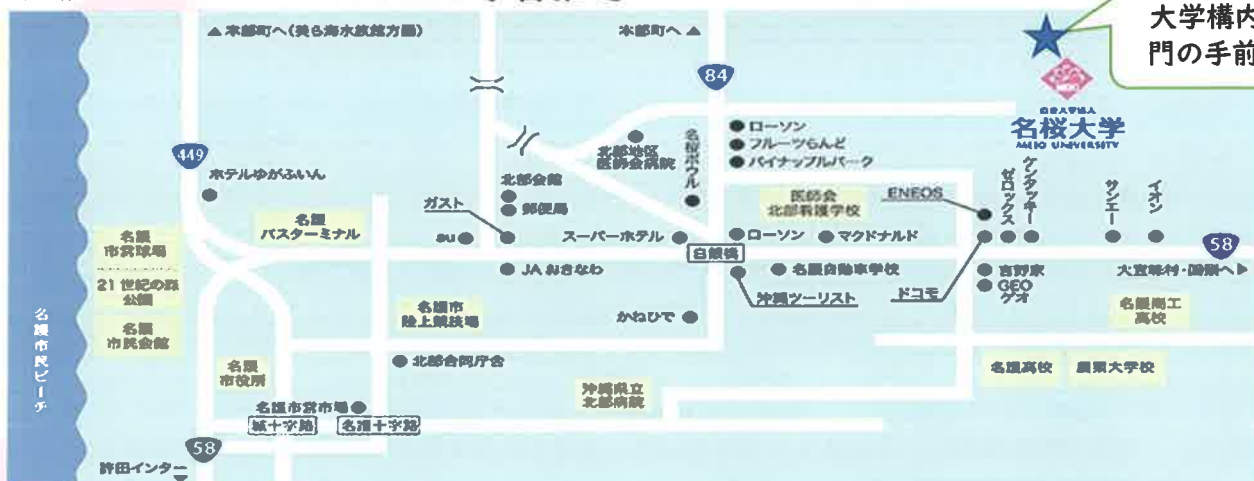 ▲本部町へ(美ら海水族館方面)
本部町へ▲
大学構内
門の手前
84
公立大学法人
名桜大学
MEIO UNIVERSITY
449
ホテルゆがふいん
北部地区
医師会病院
名桜ボウル
ローソン
フルーツらんど
パイナップルパーク
北部会館
郵便局
ガスト
名護
バスターミナル
au
スーパーホテル
医師会
北部看護学校
ENEOS
ゼロックス
ケンタッキー
サンエー
イオン
名護
市営球場
21世紀の森
公園
名護
市民会館
白銀橋
ローソン
マクドナルド
58
JAおきなわ
名護自動車学校
沖縄ツーリスト
ドコモ
吉野家
GEO
ゲオ
大宜味村・国頭へ▶
名護商工
高校
名護市
陸上競技場
かねひで
名護市民ビーチ
名護
市役所
北部合同庁舎
名護高校
農業大学校
沖縄県立
北部病院
名護市営市場
城十字路
名護十字路
58
許田インター
▼